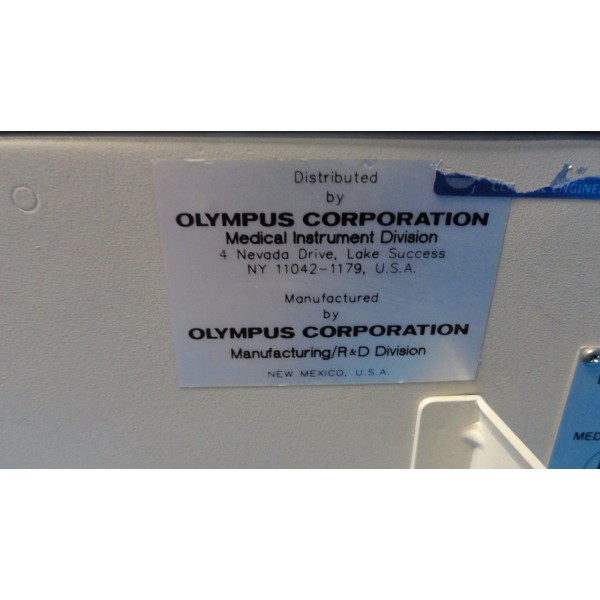 Distributed
by
OLYMPUS CORPORATION
Medical Instrument Division
4 Nevada Drive, Lake Success
NY 11042-1179, U.S.A.
Manufactured
by
OLYMPUS CORPORATION
Manufacturing/R&D Division
NEW MEXICO, U.S.A.